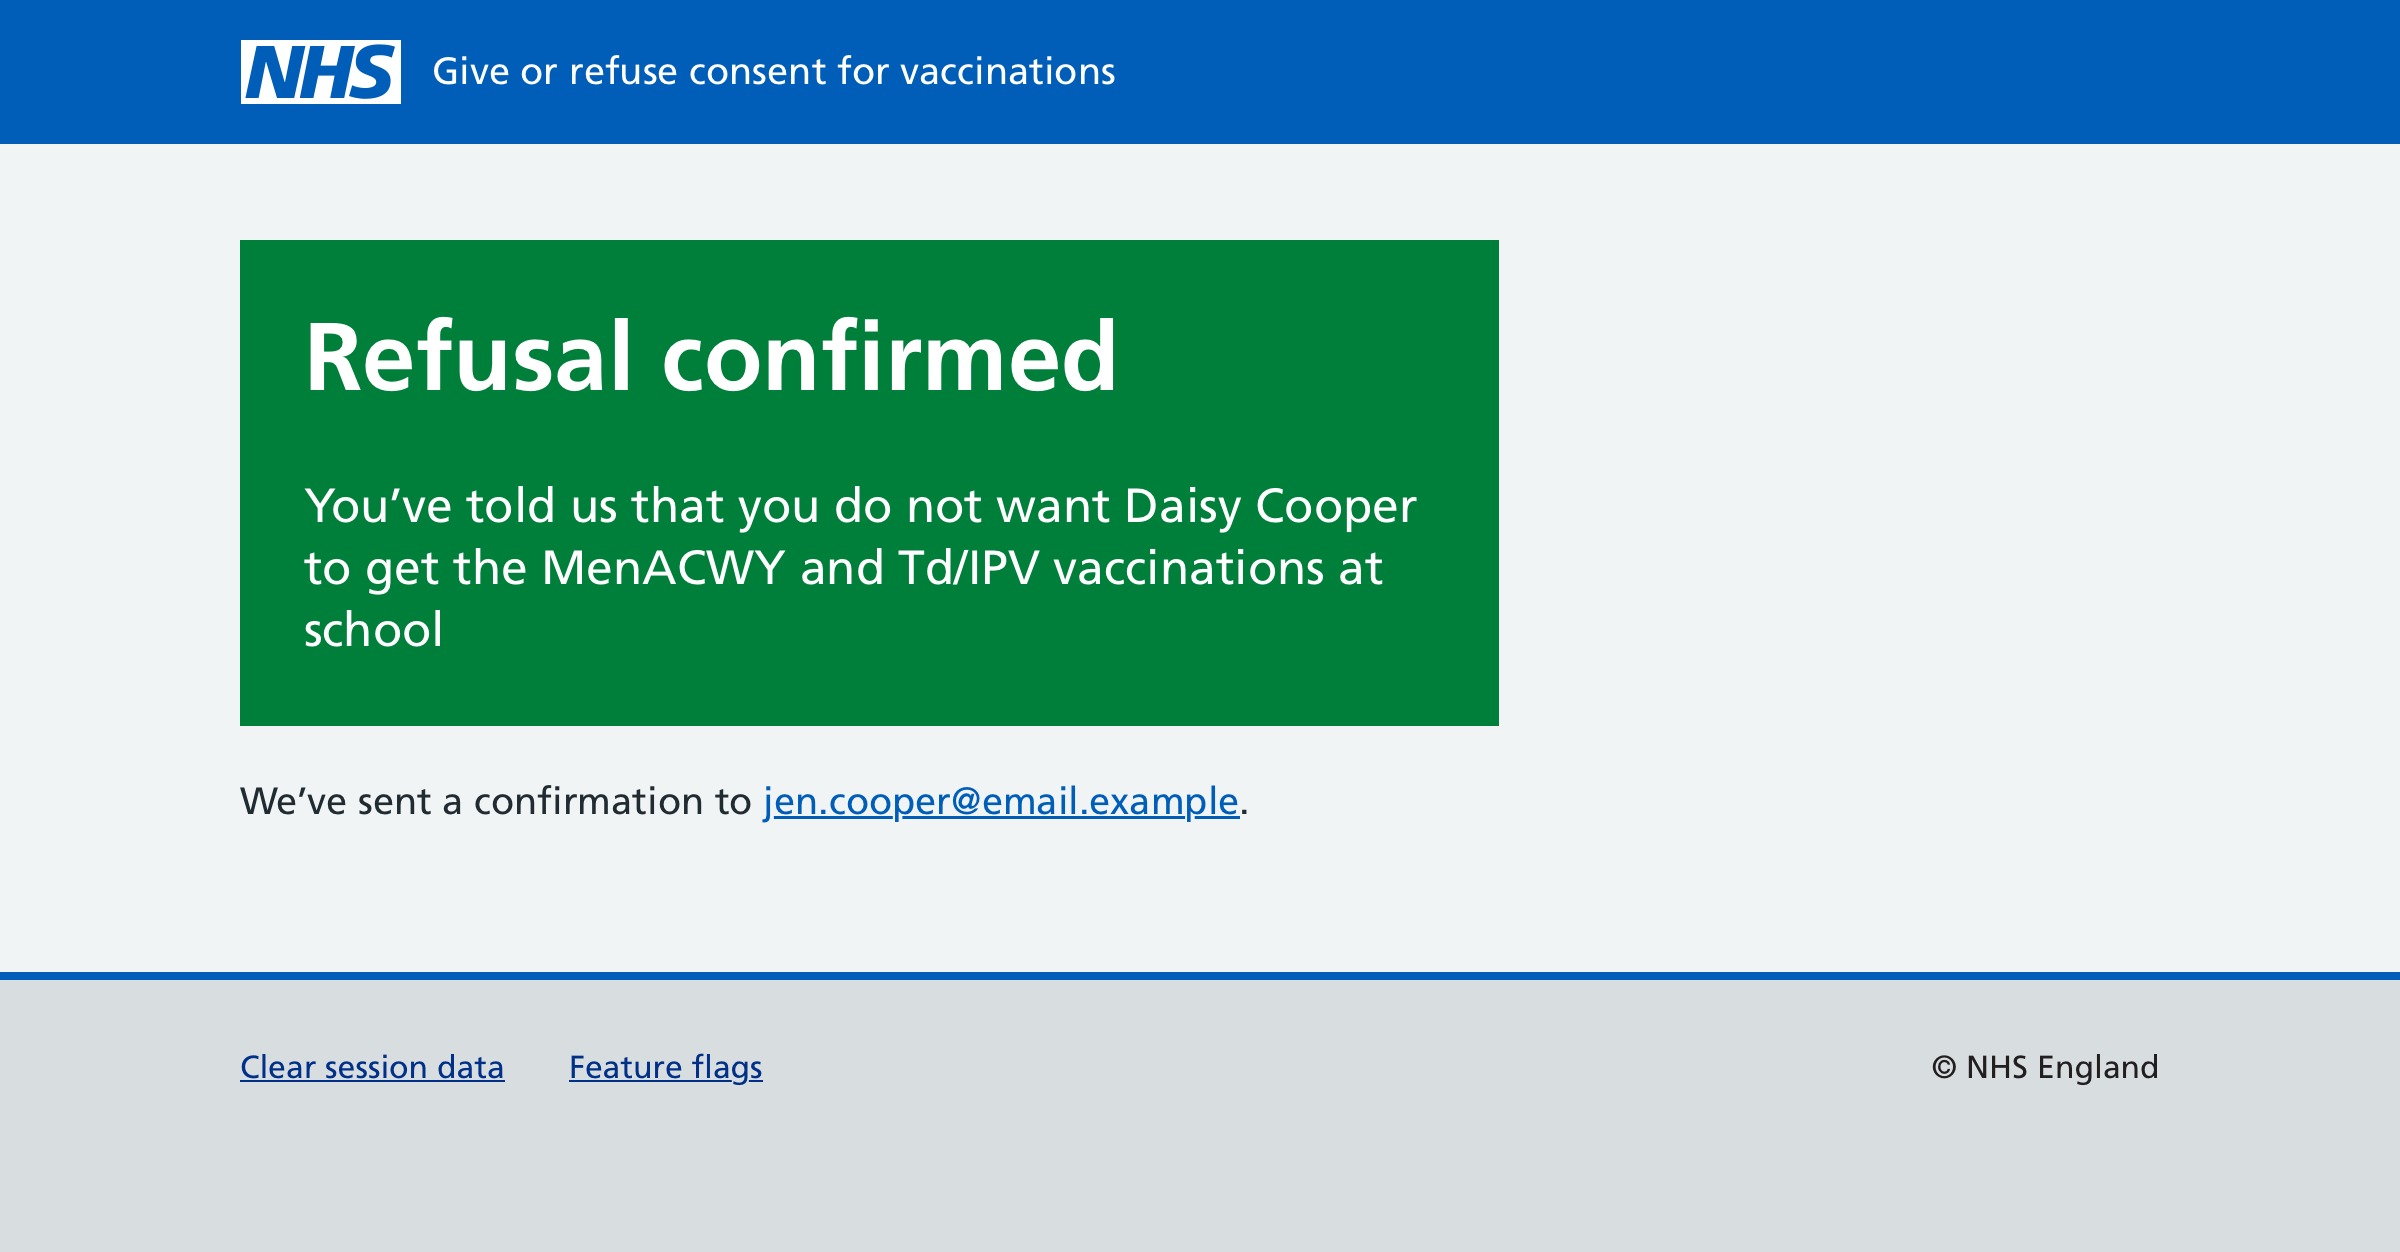 NHS Give or refuse consent for vaccinations
Refusal confirmed
You’ve told us that you do not want Daisy Cooper
to get the MenACWY and Td/IPV vaccinations at
school
We’ve sent a confirmation to jen.cooper@email.example.
Clear session data Feature flags © NHS England